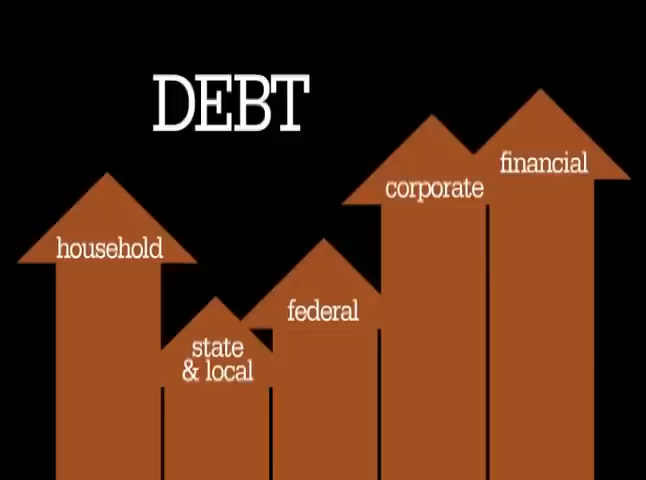 DEBT
household
state
& local
federal
corporate
financial